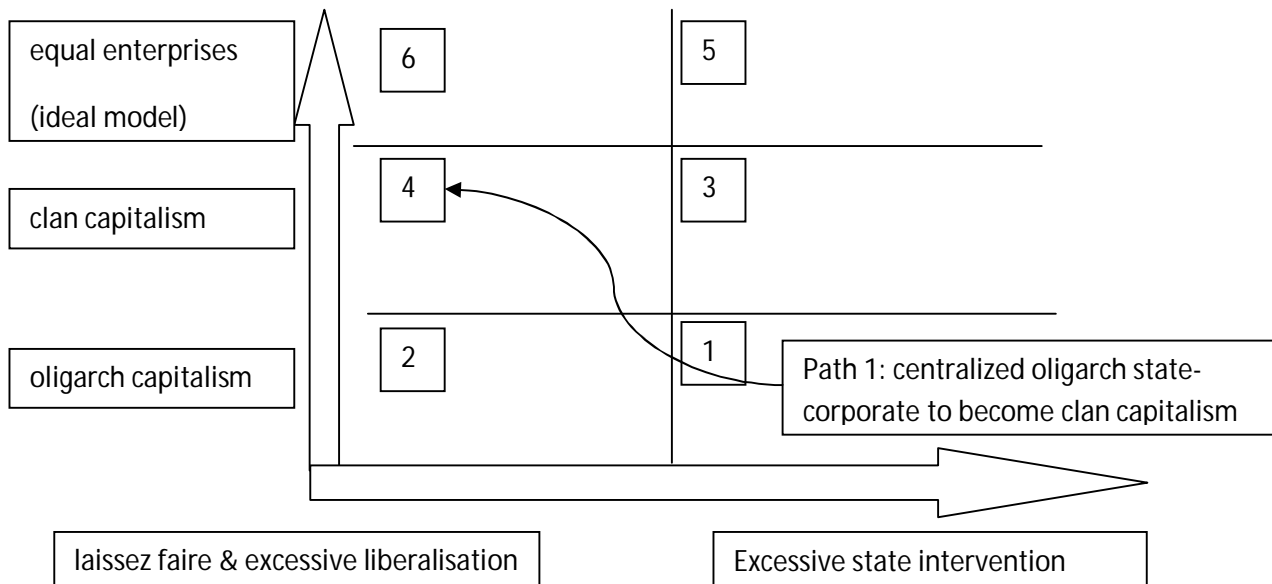 equal enterprises
(ideal model)
6
5
4
3
clan capitalism
2
1
oligarch capitalism
Path 1: centralized oligarch state-
corporate to become clan capitalism
laissez faire & excessive liberalisation
Excessive state intervention